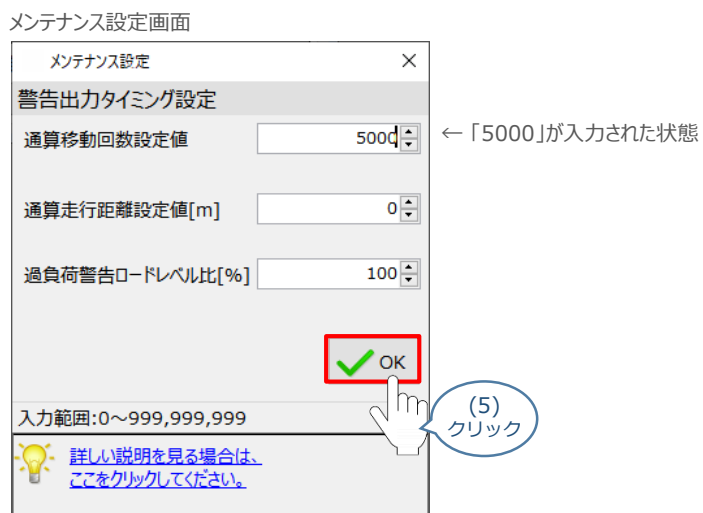 メンテナンス設定画面
メンテナンス設定
警告出力タイミング設定
通算移動回数設定値 5000
←「5000」が入力された状態
通算走行距離設定値[m] 0
過負荷警告ロードレベル比[%] 100
OK
(5)
クリック
入力範囲:0～999,999,999
詳しい説明を見る場合は、
ここをクリックしてください。